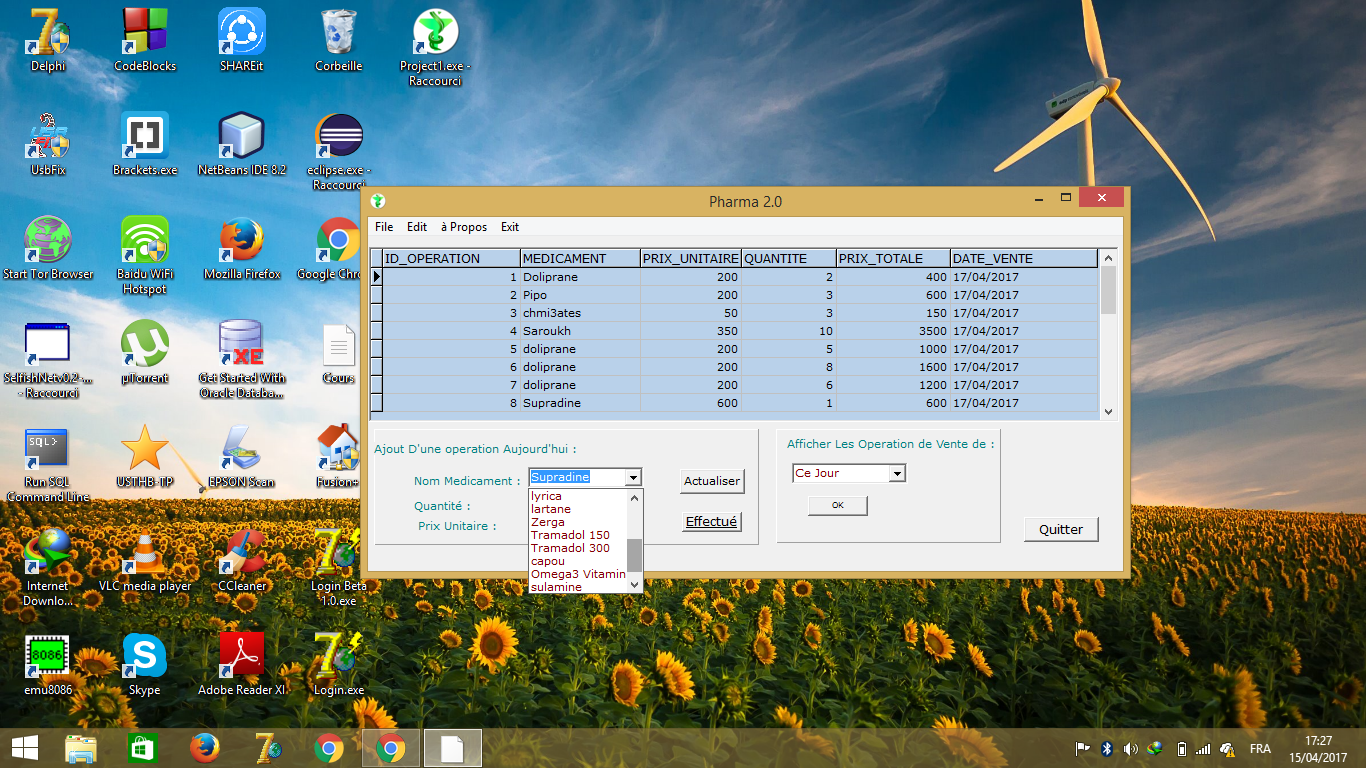 Delphi
CodeBlocks
SHAREit
Corbeille
Project1.exe -
Raccourci
UsbFix
Brackets.exe
NetBeans IDE 8.2
eclipse.exe -
Raccourci
Start Tor Browser
Baidu WiFi
Hotspot
Mozilla Firefox
Google Chro
SelfishNetv0.2-...
- Raccourci
µTorrent
XE
Get Started With
Oracle Databa...
Cours
SQL>
Run SQL
Command Line
USTHB-TP
EPSON Scan
Fusion+
Internet
Downlo...
VLC media player
CCleaner
Login Beta
1.0.exe
8086
emu8086
Skype
Adobe Reader XI
Login.exe
Pharma 2.0
File Edit à Propos Exit
ID_OPERATION MEDICAMENT PRIX_UNITAIRE QUANTITE PRIX_TOTALE DATE_VENTE
1 Doliprane 200 2 400 17/04/2017
2 Pipo 200 3 600 17/04/2017
3 chmi3ates 50 3 150 17/04/2017
4 Saroukh 350 10 3500 17/04/2017
5 doliprane 200 5 1000 17/04/2017
6 doliprane 200 8 1600 17/04/2017
7 doliprane 200 6 1200 17/04/2017
8 Supradine 600 1 600 17/04/2017
Ajout D'une operation Aujourd'hui :
Nom Medicament : Supradine
Quantité :
Prix Unitaire :
lyrica
lartane
Zerga
Tramadol 150
Tramadol 300
capou
Omega3 Vitamin
sulamine
Actualiser
Effectué
Afficher Les Operation de Vente de :
Ce Jour
OK
Quitter
FRA
17:27
15/04/2017